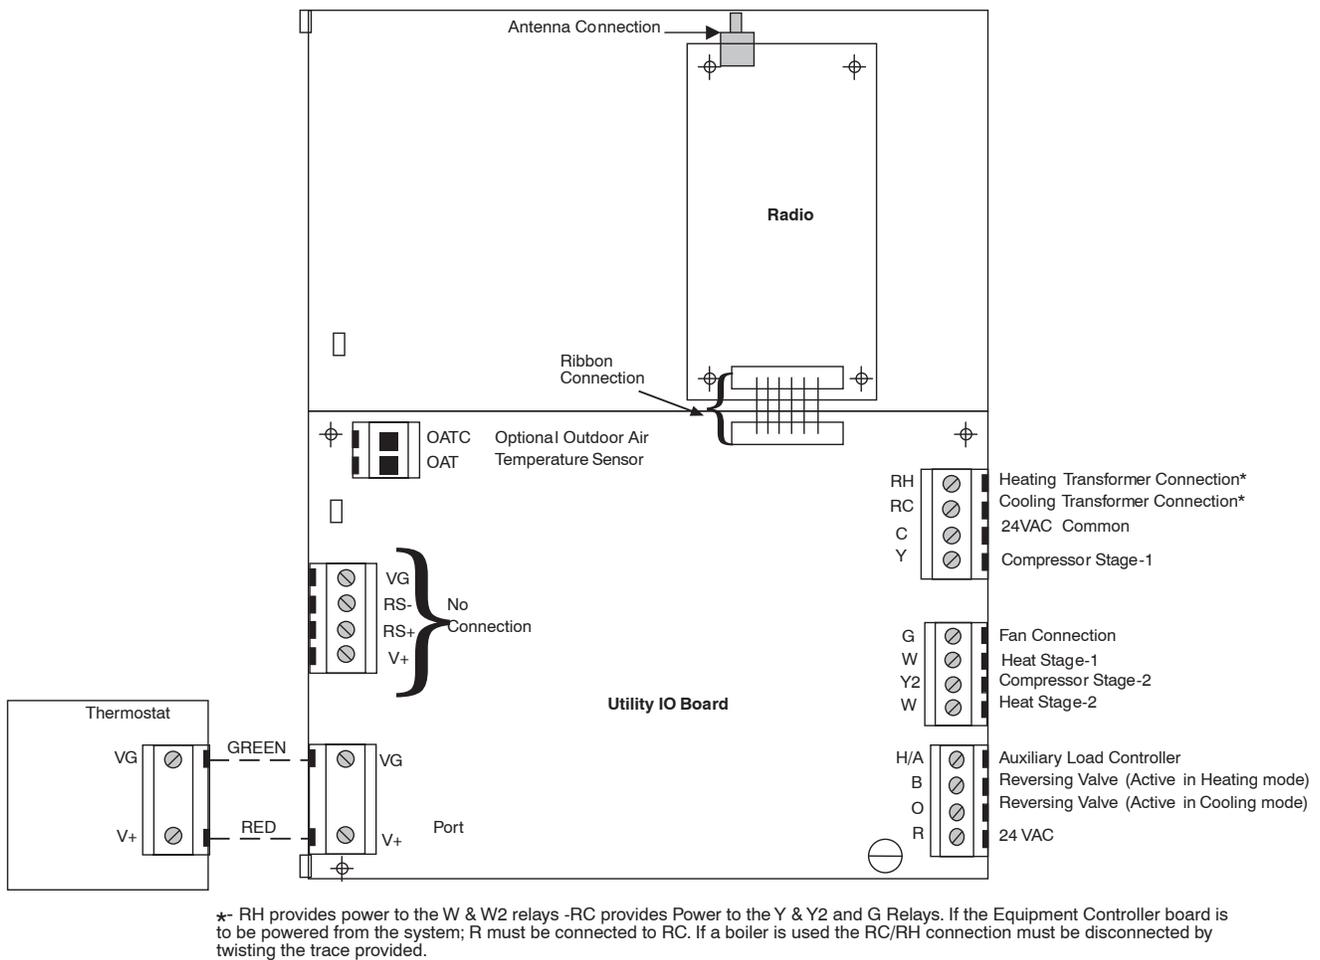 Antenna Connection
Radio
Ribbon
Connection
OATC Optional Outdoor Air
OAT Temperature Sensor
RH Heating Transformer Connection*
RC Cooling Transformer Connection*
C 24VAC Common
Y Compressor Stage-1
VG
RS-
RS+
V+
No
Connection
G Fan Connection
W Heat Stage-1
Y2 Compressor Stage-2
W Heat Stage-2
Utility IO Board
Thermostat
VG GREEN VG
V+ RED V+
Port
H/A Auxiliary Load Controller
B Reversing Valve (Active in Heating mode)
O Reversing Valve (Active in Cooling mode)
R 24 VAC
*- RH provides power to the W & W2 relays -RC provides Power to the Y & Y2 and G Relays. If the Equipment Controller board is
to be powered from the system; R must be connected to RC. If a boiler is used the RC/RH connection must be disconnected by
twisting the trace provided.